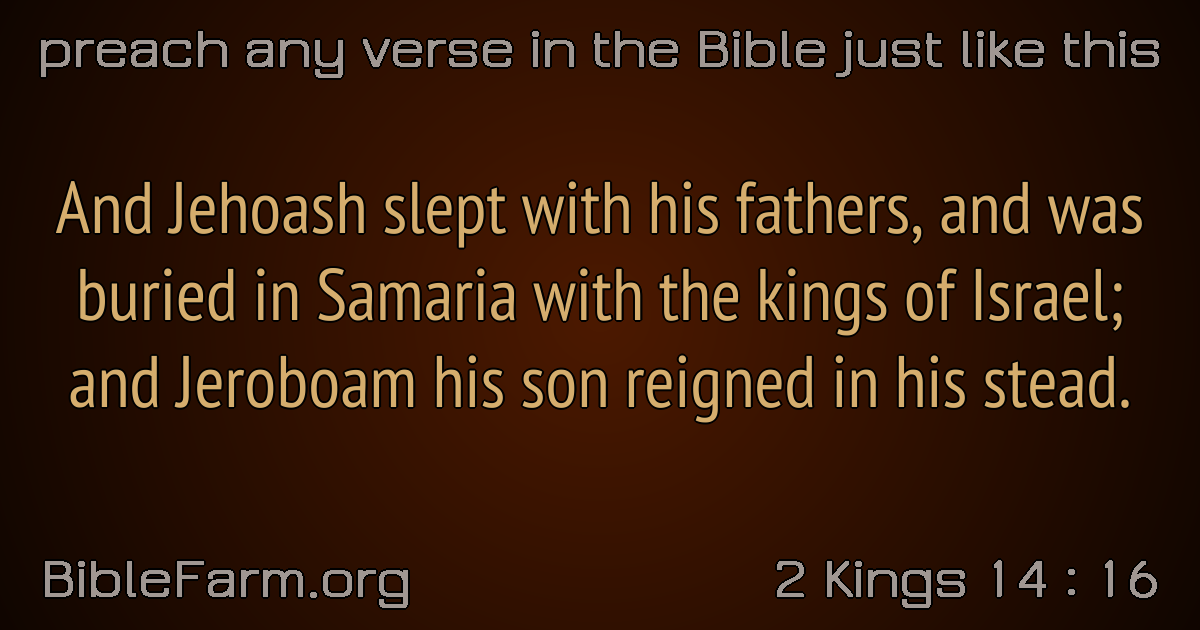 preach any verse in the Bible just like this
And Jehoash slept with his fathers, and was
buried in Samaria with the kings of Israel;
and Jeroboam his son reigned in his stead.
BibleFarm.org
2 Kings 14 : 16